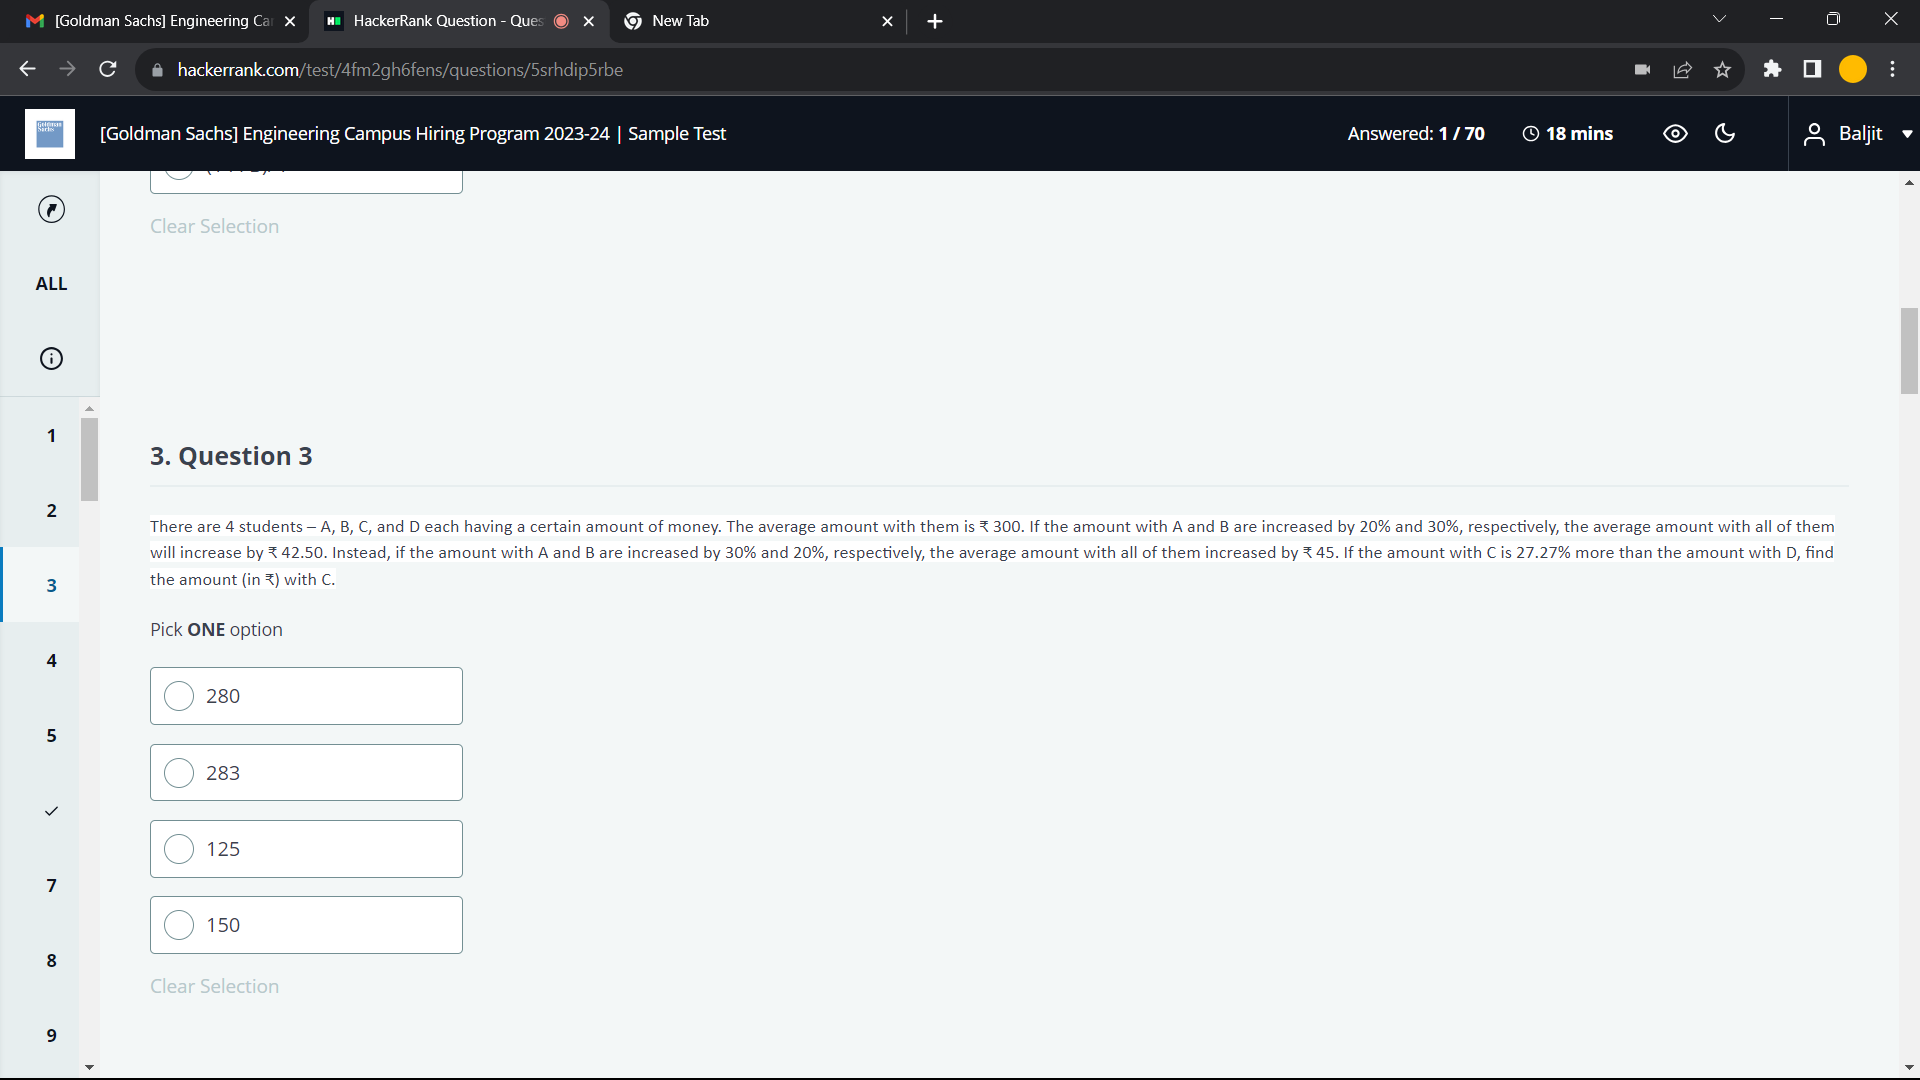 [Goldman Sachs] Engineering Ca
HackerRank Question - Ques
New Tab
hackerrank.com/test/4fm2gh6fens/questions/5srhdip5rbe
Goldman
Sachs
[Goldman Sachs] Engineering Campus Hiring Program 2023-24 | Sample Test
Answered: 1 / 70
18 mins
Baljit
Clear Selection
ALL
1
2
3
4
5
7
8
9
3. Question 3
There are 4 students – A, B, C, and D each having a certain amount of money. The average amount with them is ₹ 300. If the amount with A and B are increased by 20% and 30%, respectively, the average amount with all of them
will increase by ₹ 42.50. Instead, if the amount with A and B are increased by 30% and 20%, respectively, the average amount with all of them increased by ₹ 45. If the amount with C is 27.27% more than the amount with D, find
the amount (in ₹) with C.
Pick ONE option
280
283
125
150
Clear Selection